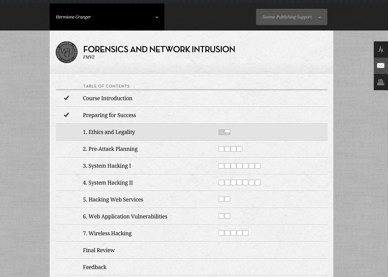 Hermione Granger
Source Publishing Support
FORENSICS AND NETWORK INTRUSION
FNV2
TABLE OF CONTENTS
Course Introduction
Preparing for Success
1. Ethics and Legality
2. Pre-Attack Planning
3. System Hacking I
4. System Hacking II
5. Hacking Web Services
6. Web Application Vulnerabilities
7. Wireless Hacking
Final Review
Feedback